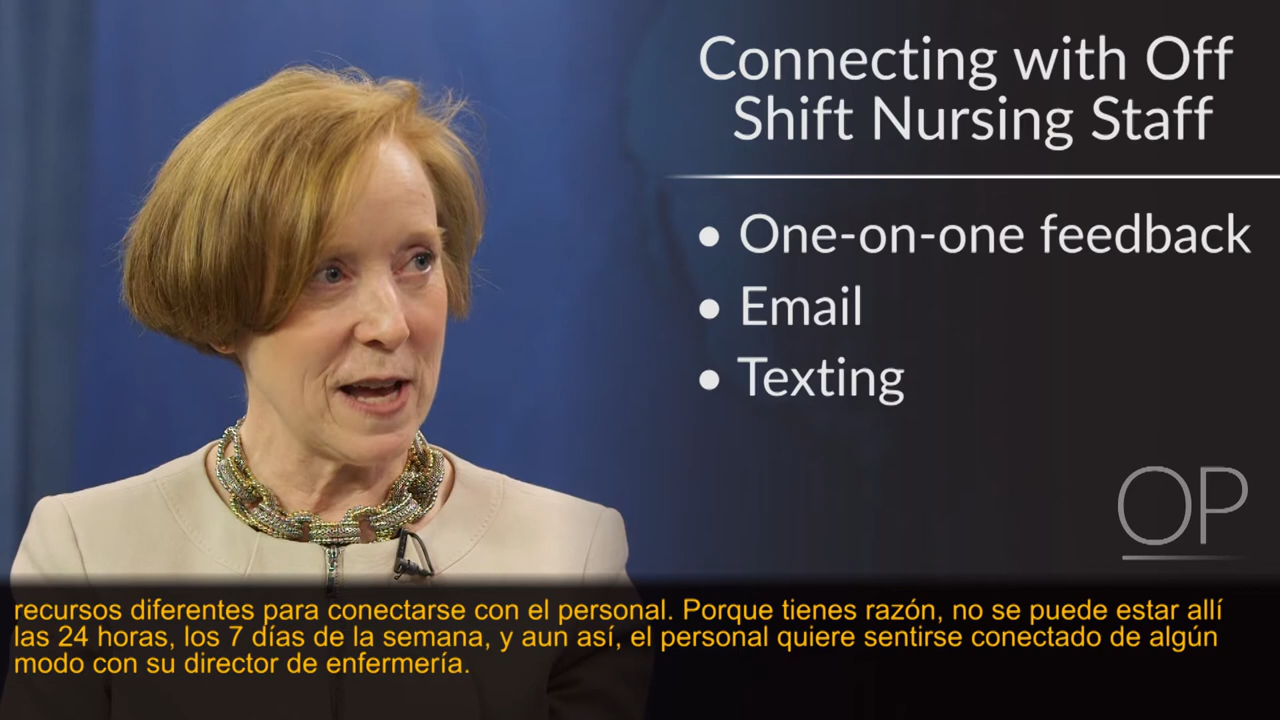 Connecting with Off
Shift Nursing Staff
• One-on-one feedback
• Email
• Texting
OP
recursos diferentes para conectarse con el personal. Porque tienes razón, no se puede estar allí
las 24 horas, los 7 días de la semana, y aun así, el personal quiere sentirse conectado de algún
modo con su director de enfermería.